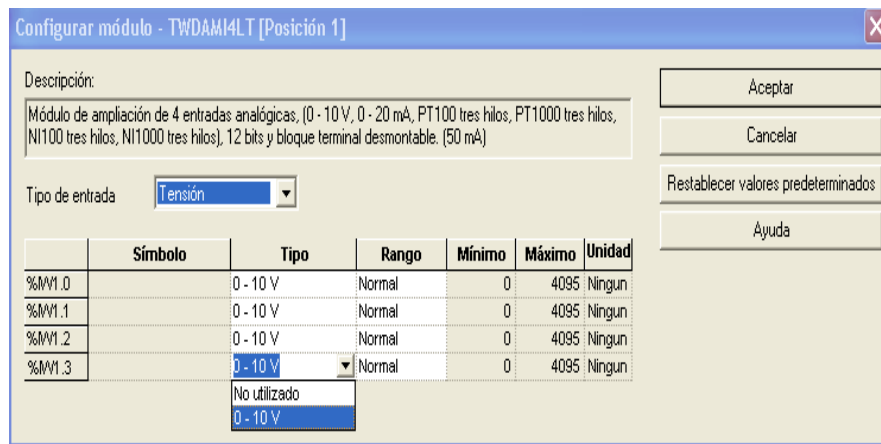 Configurar módulo - TWDAMI4LT [Posición 1]
Descripción:
Módulo de ampliación de 4 entradas analógicas, (0 - 10 V, 0 - 20 mA, PT100 tres hilos, PT1000 tres hilos,
NI100 tres hilos, NI1000 tres hilos), 12 bits y bloque terminal desmontable. (50 mA)
Aceptar
Cancelar
Restablecer valores predeterminados
Ayuda
Tipo de entrada Tensión
Símbolo Tipo Rango Mínimo Máximo Unidad
%IW1.0 0 - 10 V Normal 0 4095 Ningun
%IW1.1 0 - 10 V Normal 0 4095 Ningun
%IW1.2 0 - 10 V Normal 0 4095 Ningun
%IW1.3 0 - 10 V Normal 0 4095 Ningun
No utilizado
0 - 10 V